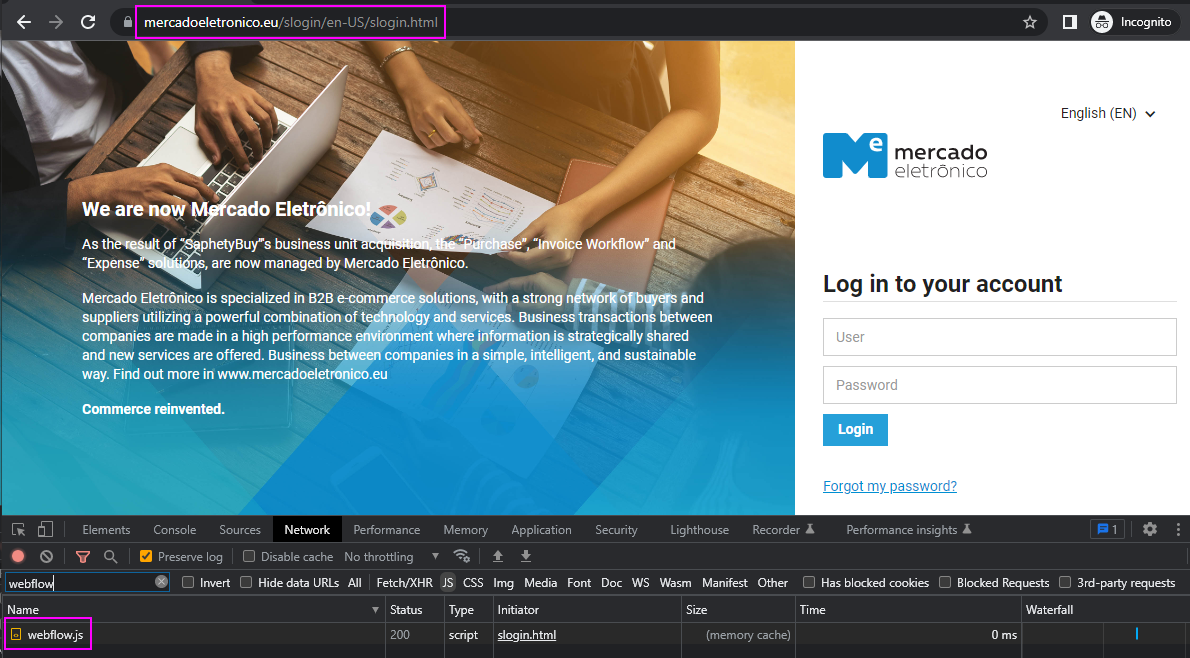 mercadoeletronico.eu/slogin/en-US/slogin.html
Incognito
English (EN)
Me
mercado
eletrônico
We are now Mercado Eletrônico!
As the result of “SaphetyBuy”'s business unit acquisition, the “Purchase”, “Invoice Workflow” and
“Expense” solutions, are now managed by Mercado Eletrônico.
Mercado Eletrônico is specialized in B2B e-commerce solutions, with a strong network of buyers and
suppliers utilizing a powerful combination of technology and services. Business transactions between
companies are made in a high performance environment where information is strategically shared
and new services are offered. Business between companies in a simple, intelligent, and sustainable
way. Find out more in www.mercadoeletronico.eu
Commerce reinvented.
Log in to your account
User
Password
Login
Forgot my password?
Elements Console Sources Network Performance Memory Application Security Lighthouse Recorder Performance insights 1
Preserve log Disable cache No throttling
webflow Invert Hide data URLs All Fetch/XHR JS CSS Img Media Font Doc WS Wasm Manifest Other Has blocked cookies Blocked Requests 3rd-party requests
Name Status Type Initiator Size Time Waterfall
webflow.js 200 script slogin.html (memory cache) 0 ms